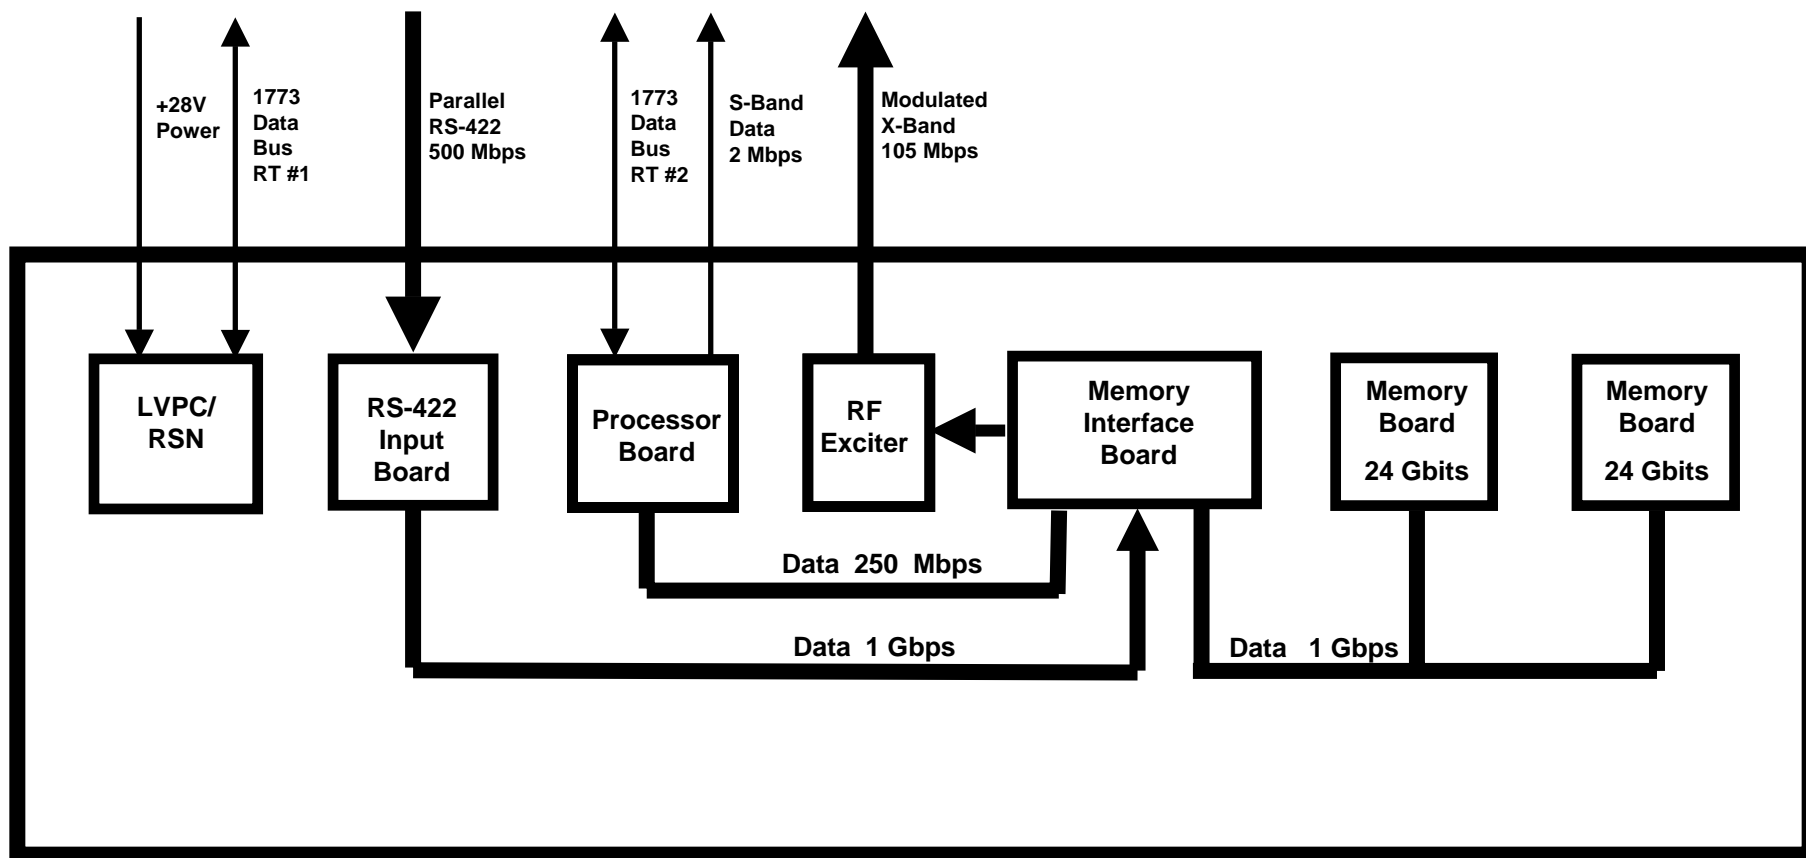 +28V
Power
1773
Data
Bus
RT #1
Parallel
RS-422
500 Mbps
1773
Data
Bus
RT #2
S-Band
Data
2 Mbps
Modulated
X-Band
105 Mbps
LVPC/
RSN
RS-422
Input
Board
Processor
Board
RF
Exciter
Memory
Interface
Board
Memory
Board
24 Gbits
Memory
Board
24 Gbits
Data 250 Mbps
Data 1 Gbps
Data 1 Gbps